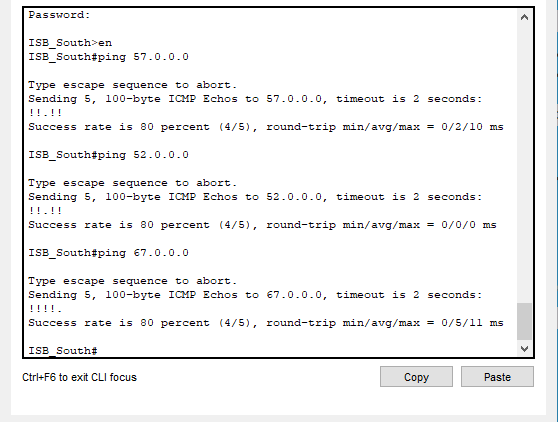 Password:
ISB_South>en
ISB_South#ping 57.0.0.0
Type escape sequence to abort.
Sending 5, 100-byte ICMP Echos to 57.0.0.0, timeout is 2 seconds:
!!.!!
Success rate is 80 percent (4/5), round-trip min/avg/max = 0/2/10 ms
ISB_South#ping 52.0.0.0
Type escape sequence to abort.
Sending 5, 100-byte ICMP Echos to 52.0.0.0, timeout is 2 seconds:
!!.!!
Success rate is 80 percent (4/5), round-trip min/avg/max = 0/0/0 ms
ISB_South#ping 67.0.0.0
Type escape sequence to abort.
Sending 5, 100-byte ICMP Echos to 67.0.0.0, timeout is 2 seconds:
!!!!.
Success rate is 80 percent (4/5), round-trip min/avg/max = 0/5/11 ms
ISB_South#
Ctrl+F6 to exit CLI focus
Copy
Paste